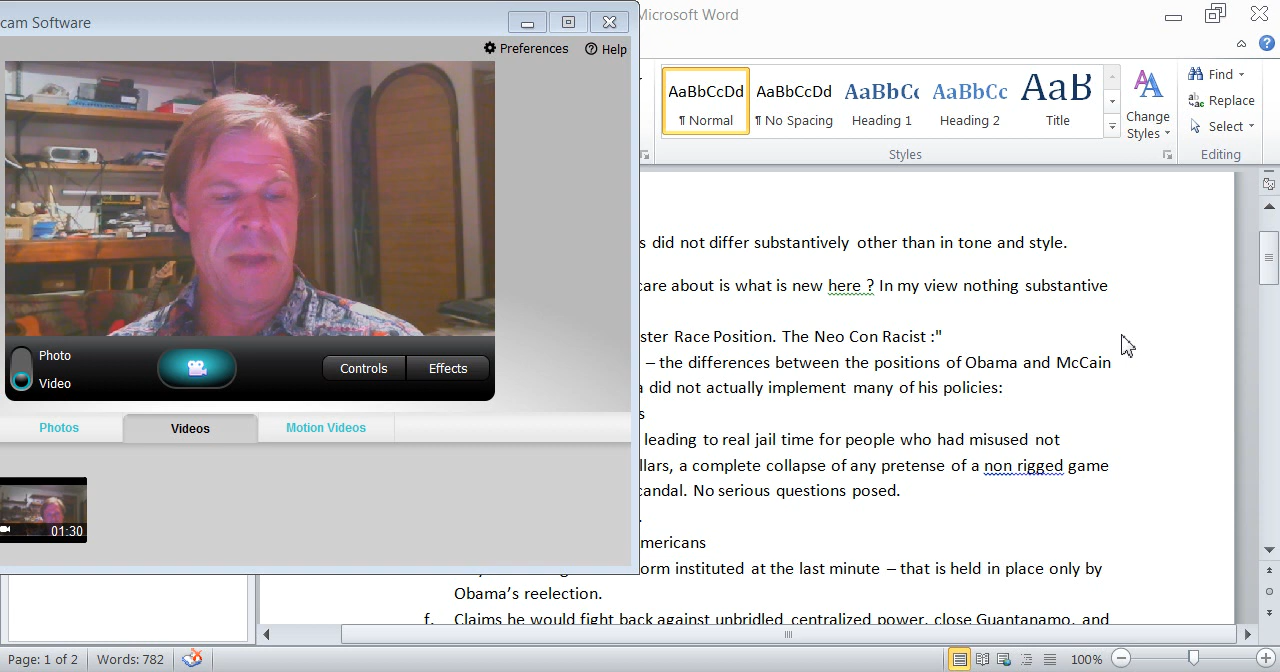 cam Software
Preferences
Help
Photo
Video
Controls
Effects
Photos
Videos
Motion Videos
01:30
Microsoft Word
AaBbCcDd
AaBbCcDd
AaBbC
AaBbCc
AaB
¶ Normal
¶ No Spacing
Heading 1
Heading 2
Title
Change
Styles
Styles
Find
Replace
Select
Editing
s did not differ substantively other than in tone and style.
care about is what is new here ? In my view nothing substantive
ster Race Position. The Neo Con Racist :"
– the differences between the positions of Obama and McCain
did not actually implement many of his policies:
s
leading to real jail time for people who had misused not
llars, a complete collapse of any pretense of a non rigged game
candal. No serious questions posed.
.
mericans
orm instituted at the last minute – that is held in place only by
Obama's reelection.
f. Claims he would fight back against unbridled centralized power, close Guantanamo, and
Page: 1 of 2
Words: 782
100%